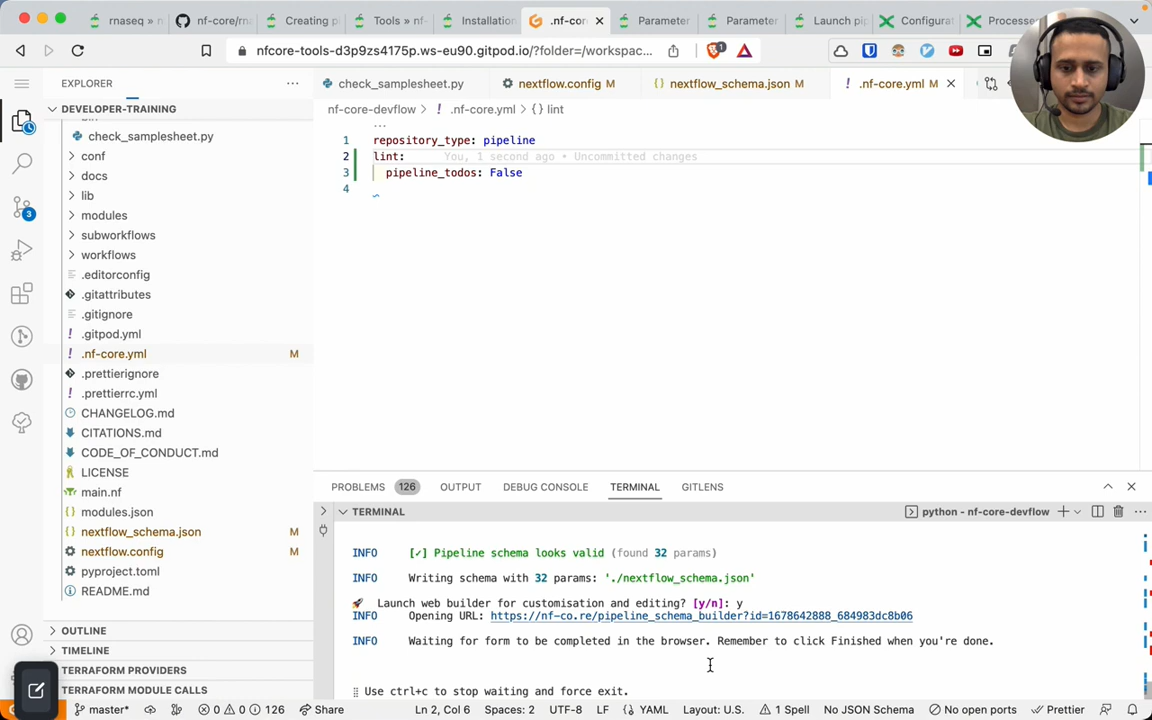 rnaseq » n
nf-core/rn
Creating p
Tools » nf-
Installation
.nf-cor
Parameter
Parameter
Launch pip
Configurat
Processe
nfcore-tools-d3p9zs4175p.ws-eu90.gitpod.io/?folder=/workspac...
EXPLORER
check_samplesheet.py
nextflow.config M
nextflow_schema.json M
.nf-core.yml M
DEVELOPER-TRAINING
nf-core-devflow > .nf-core.yml > {} lint
check_samplesheet.py
conf
docs
lib
modules
subworkflows
workflows
.editorconfig
.gitattributes
.gitignore
.gitpod.yml
.nf-core.yml M
.prettierignore
.prettierrc.yml
CHANGELOG.md
CITATIONS.md
CODE_OF_CONDUCT.md
LICENSE
main.nf
modules.json
nextflow_schema.json M
nextflow.config M
pyproject.toml
README.md
OUTLINE
TIMELINE
TERRAFORM PROVIDERS
TERRAFORM MODULE CALLS
1 repository_type: pipeline
2 lint: You, 1 second ago • Uncommitted changes
3 pipeline_todos: False
4
PROBLEMS 126 OUTPUT DEBUG CONSOLE TERMINAL GITLENS
TERMINAL python - nf-core-devflow
INFO [✓] Pipeline schema looks valid (found 32 params)
INFO Writing schema with 32 params: './nextflow_schema.json'
🚀 Launch web builder for customisation and editing? [y/n]: y
INFO Opening URL: https://nf-co.re/pipeline_schema_builder?id=1678642888_684983dc8b06
INFO Waiting for form to be completed in the browser. Remember to click Finished when you're done.
Use ctrl+c to stop waiting and force exit.
master* Share 0 0 126 Ln 2, Col 6 Spaces: 2 UTF-8 LF {} YAML Layout: U.S. 1 Spell No JSON Schema No open ports Prettier